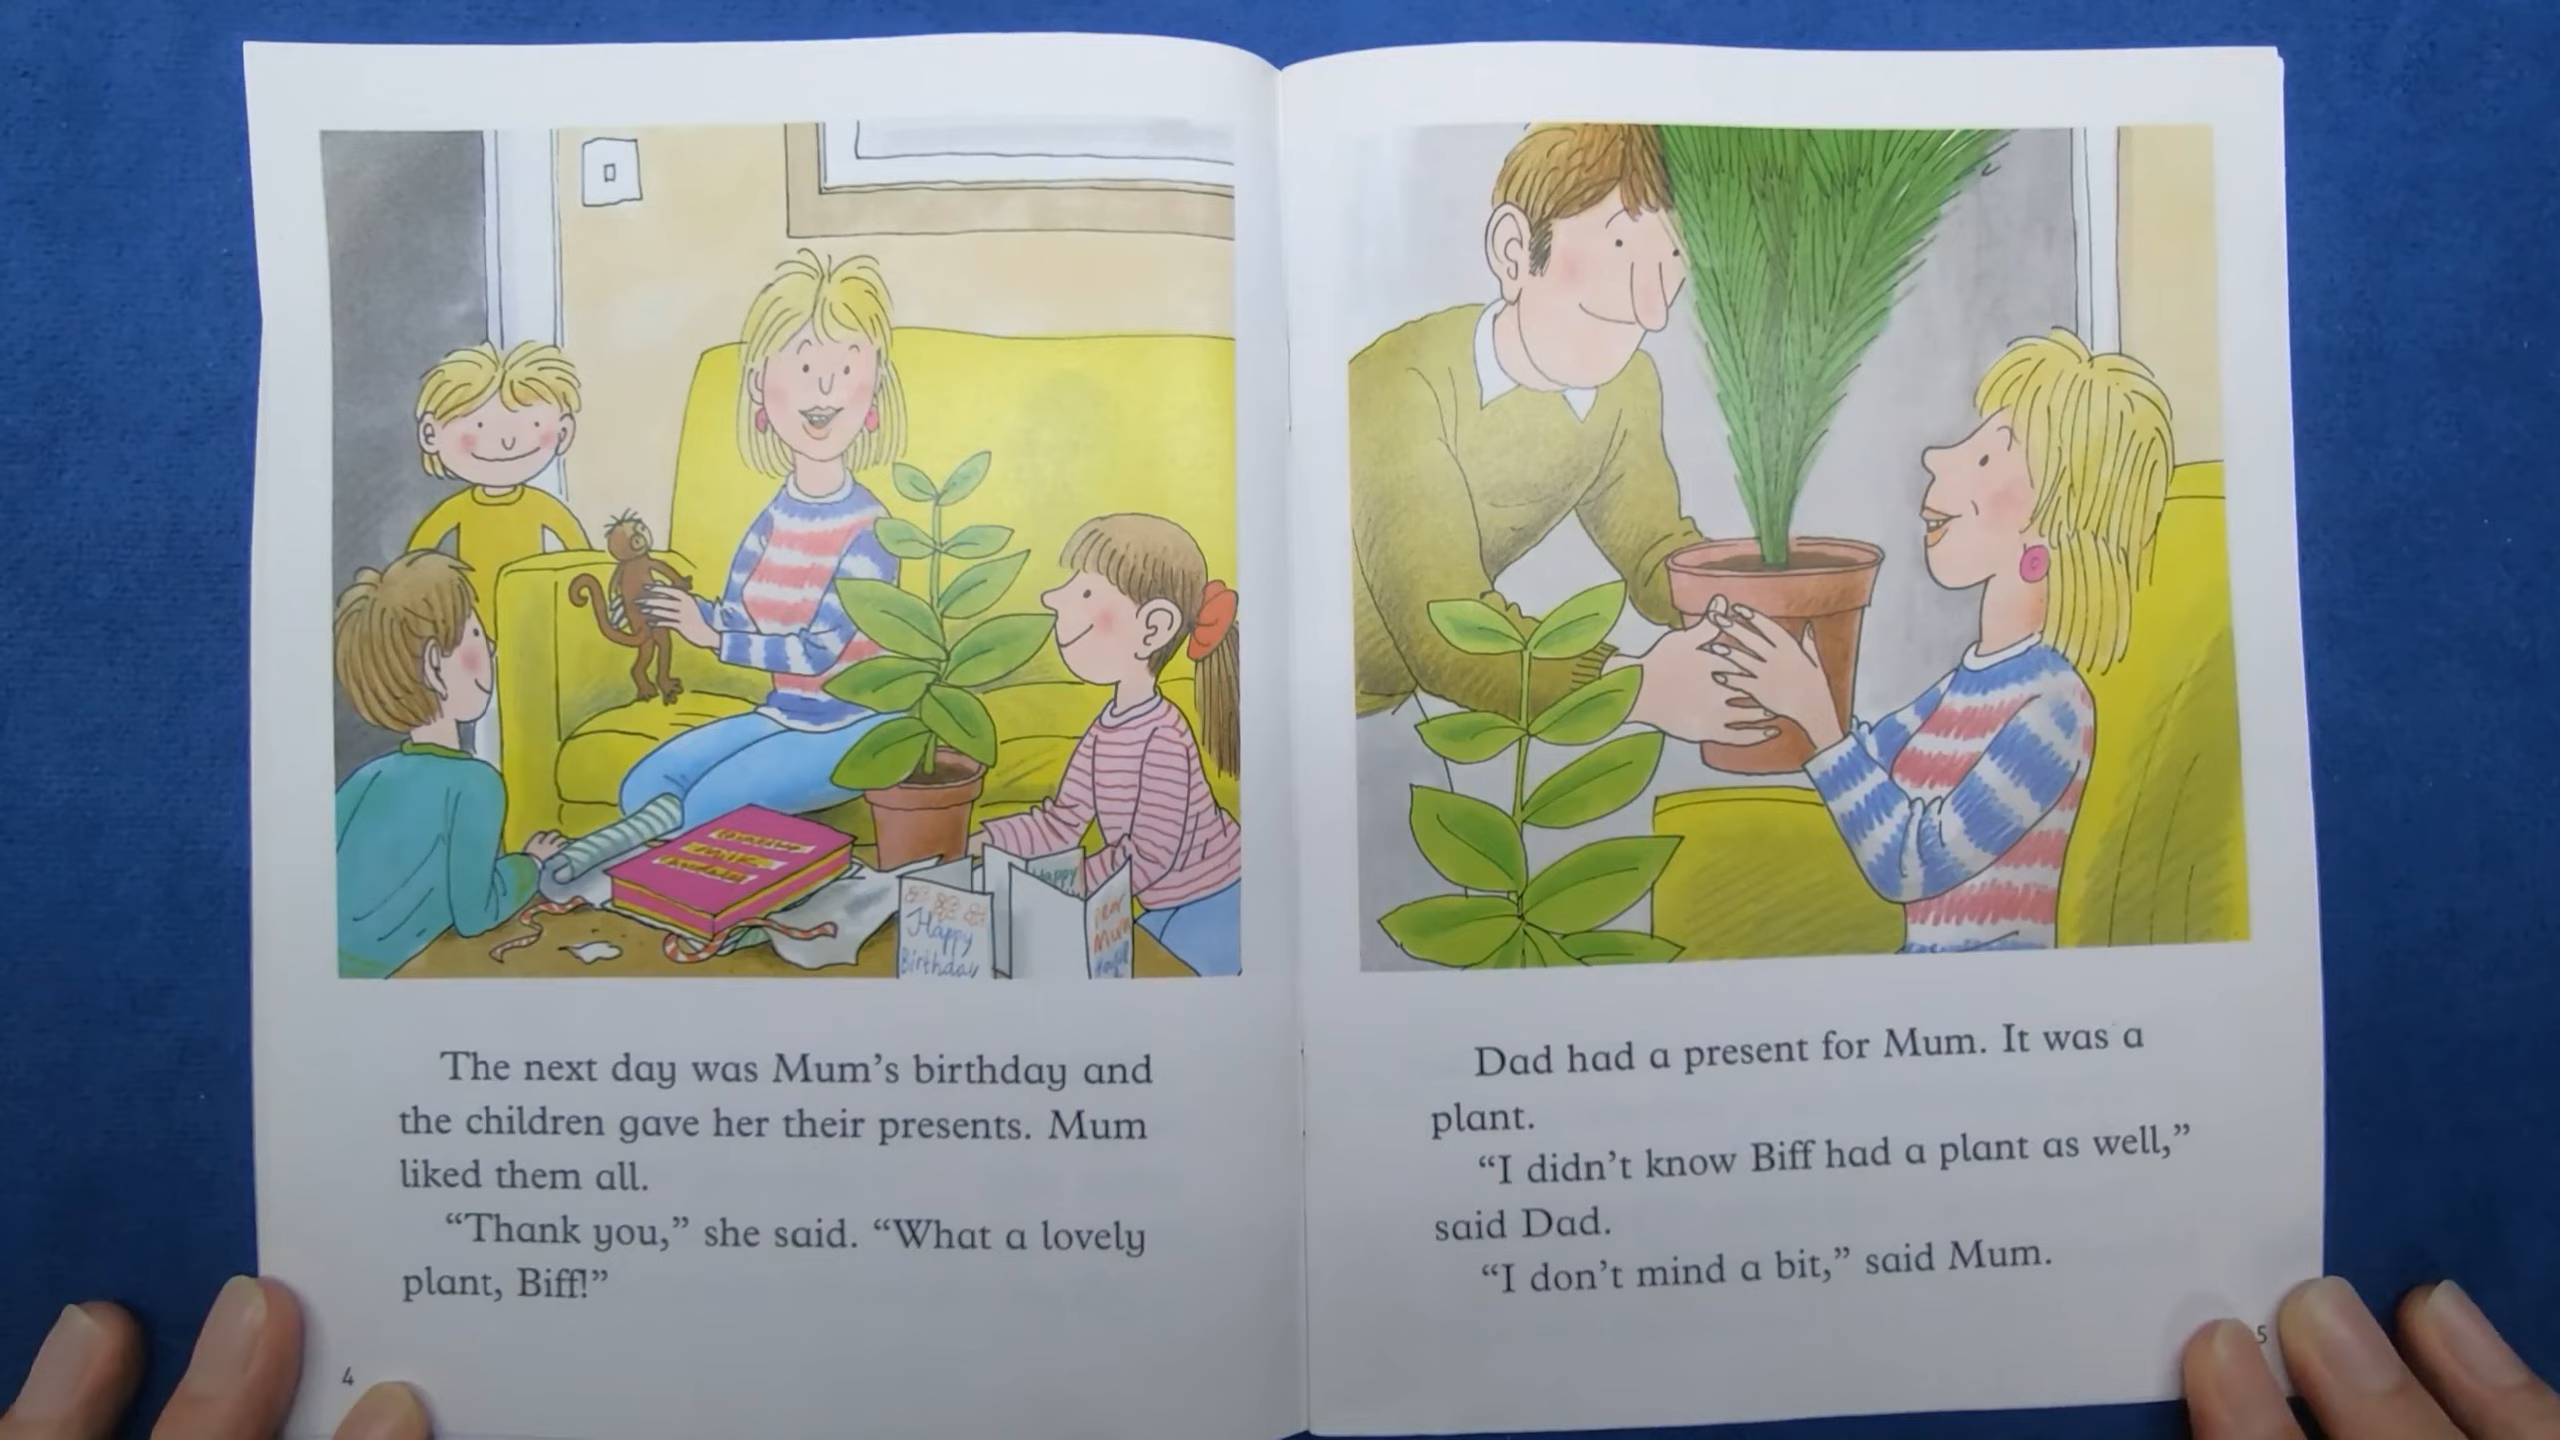 Happy
Birthday
Happy
Dear
Mum
The next day was Mum's birthday and
the children gave her their presents. Mum
liked them all.
"Thank you," she said. "What a lovely
plant, Biff!"
4
Dad had a present for Mum. It was a
plant.
"I didn't know Biff had a plant as well,"
said Dad.
"I don't mind a bit," said Mum.
5